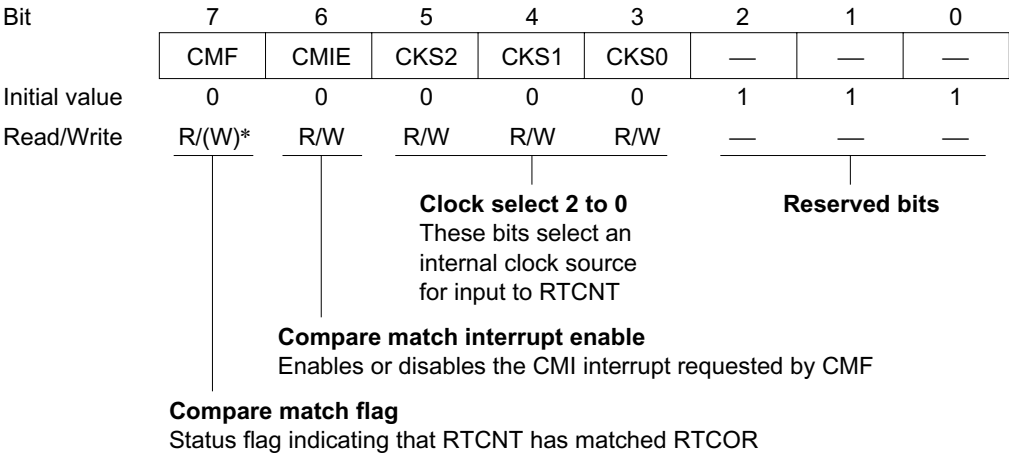 Bit 7 6 5 4 3 2 1 0
CMF CMIE CKS2 CKS1 CKS0 — — —
Initial value 0 0 0 0 0 1 1 1
Read/Write R/(W)* R/W R/W R/W R/W — — —
Clock select 2 to 0 Reserved bits
These bits select an
internal clock source
for input to RTCNT
Compare match interrupt enable
Enables or disables the CMI interrupt requested by CMF
Compare match flag
Status flag indicating that RTCNT has matched RTCOR